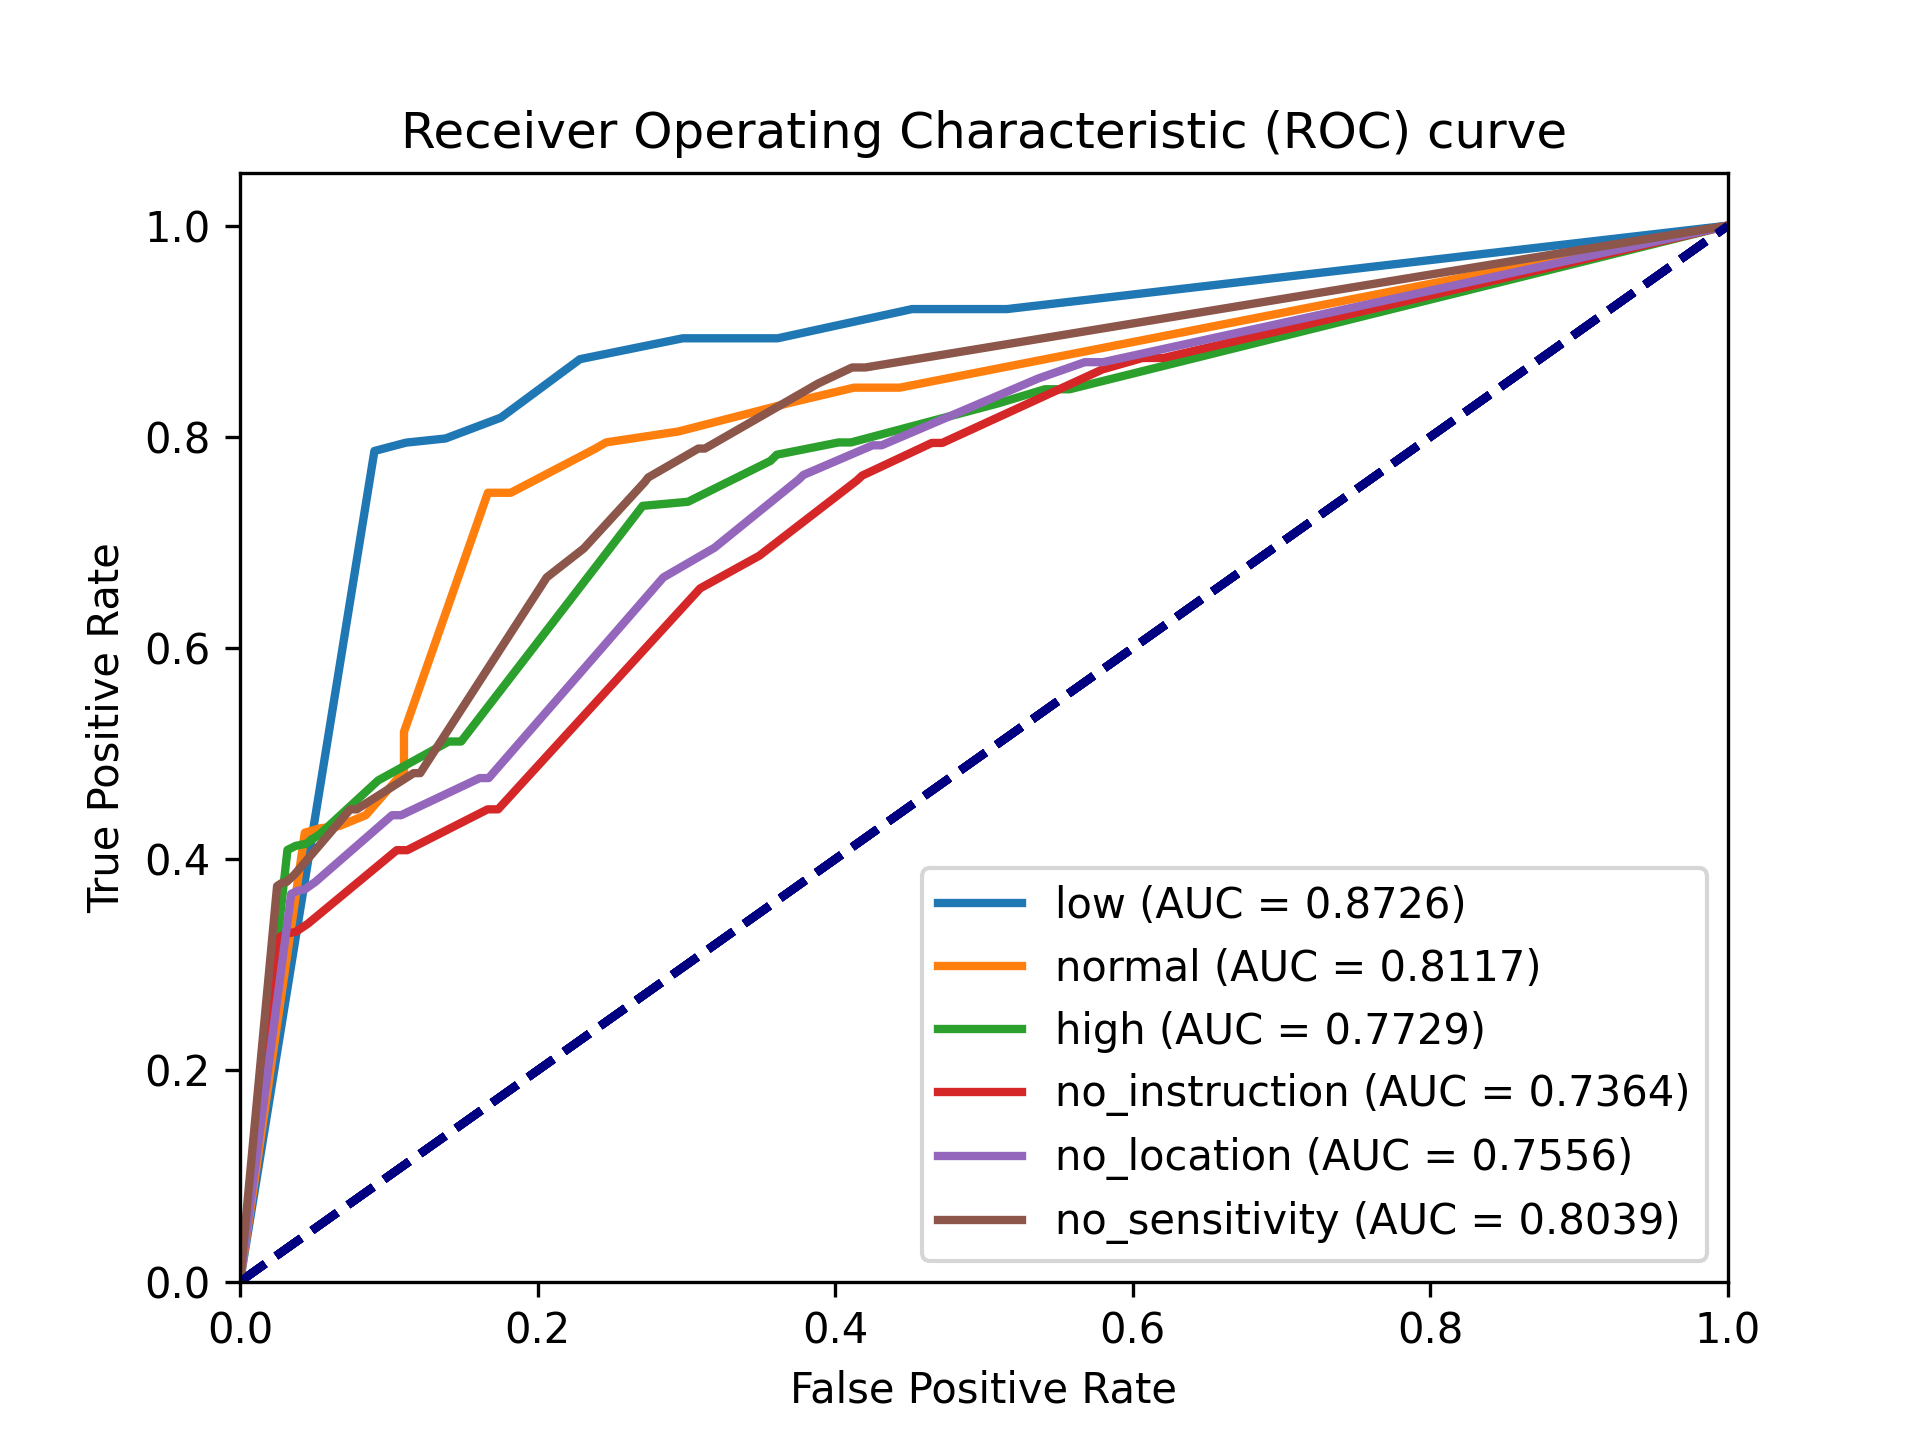 Receiver Operating Characteristic (ROC) curve
1.0
0.8
0.6
0.4
0.2
0.0
True Positive Rate
low (AUC = 0.8726)
normal (AUC = 0.8117)
high (AUC = 0.7729)
no_instruction (AUC = 0.7364)
no_location (AUC = 0.7556)
no_sensitivity (AUC = 0.8039)
0.0 0.2 0.4 0.6 0.8 1.0
False Positive Rate